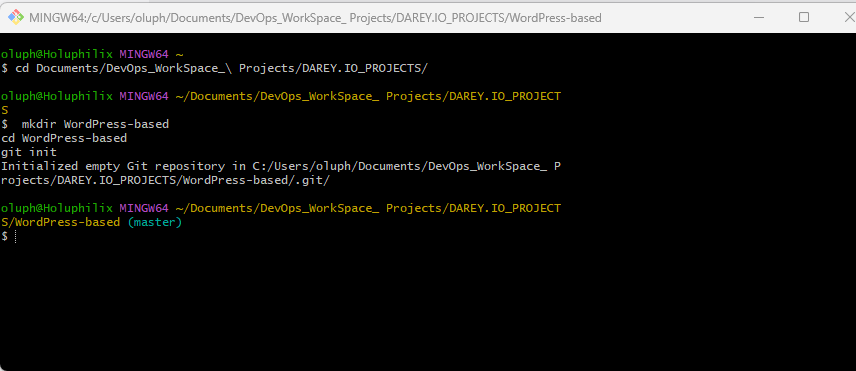 MINGW64:/c/Users/oluph/Documents/DevOps_WorkSpace_ Projects/DAREY.IO_PROJECTS/WordPress-based
oluph@Holuphilix MINGW64 ~
$ cd Documents/DevOps_WorkSpace_\ Projects/DAREY.IO_PROJECTS/
oluph@Holuphilix MINGW64 ~/Documents/DevOps_WorkSpace_ Projects/DAREY.IO_PROJECT
S
$  mkdir WordPress-based
cd WordPress-based
git init
Initialized empty Git repository in C:/Users/oluph/Documents/DevOps_WorkSpace_ P
rojects/DAREY.IO_PROJECTS/WordPress-based/.git/
oluph@Holuphilix MINGW64 ~/Documents/DevOps_WorkSpace_ Projects/DAREY.IO_PROJECT
S/WordPress-based (master)
$